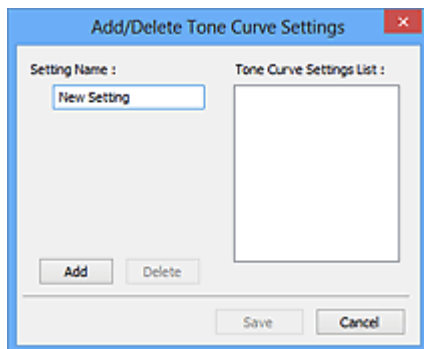 Add/Delete Tone Curve Settings
Setting Name :
Tone Curve Settings List :
New Setting
Add
Delete
Save
Cancel